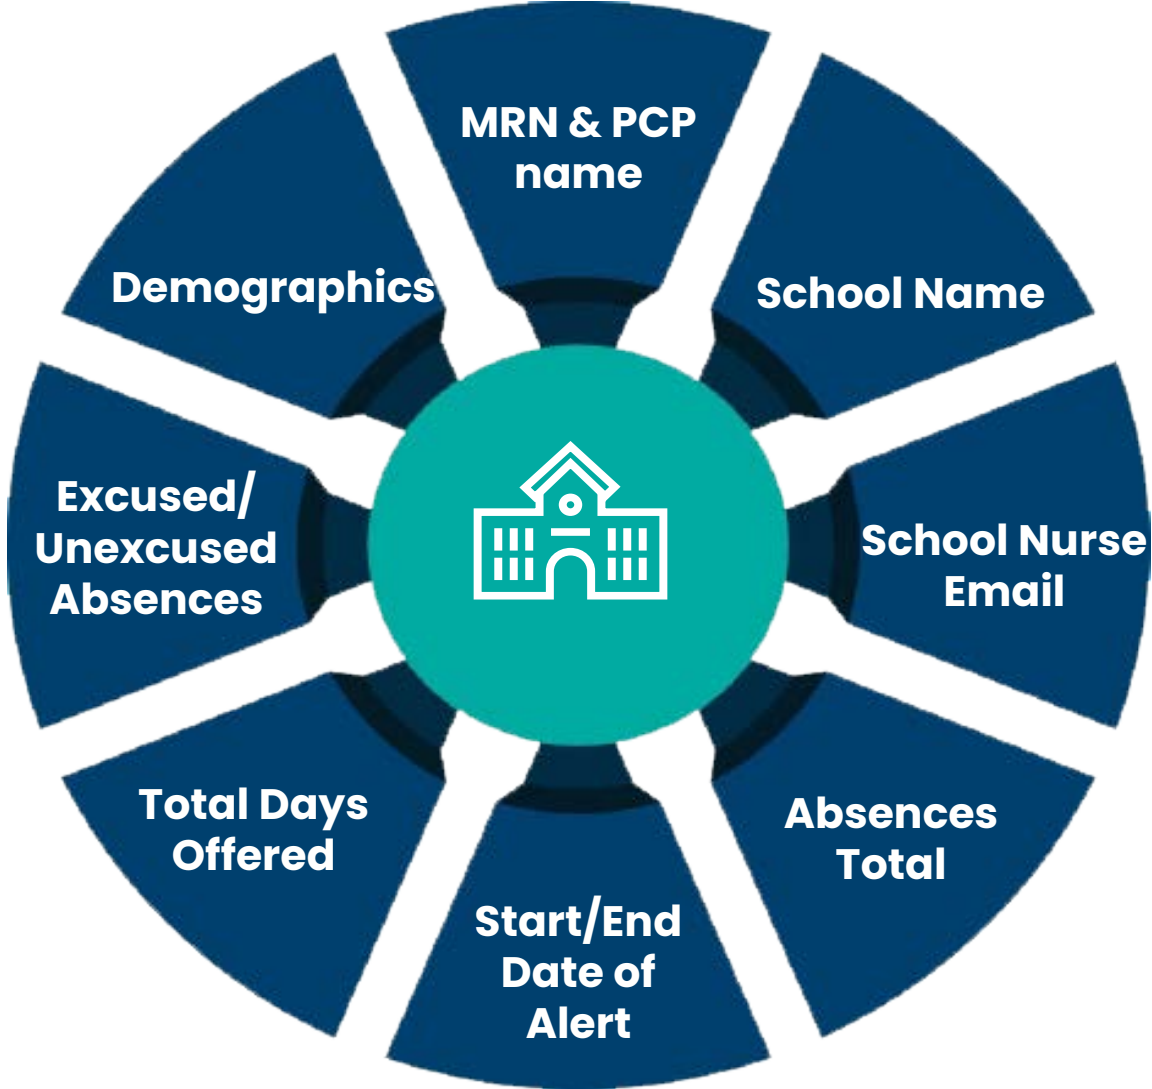 MRN & PCP
name
School Name
School Nurse
Email
Absences
Total
Start/End
Date of
Alert
Total Days
Offered
Excused/
Unexcused
Absences
Demographics